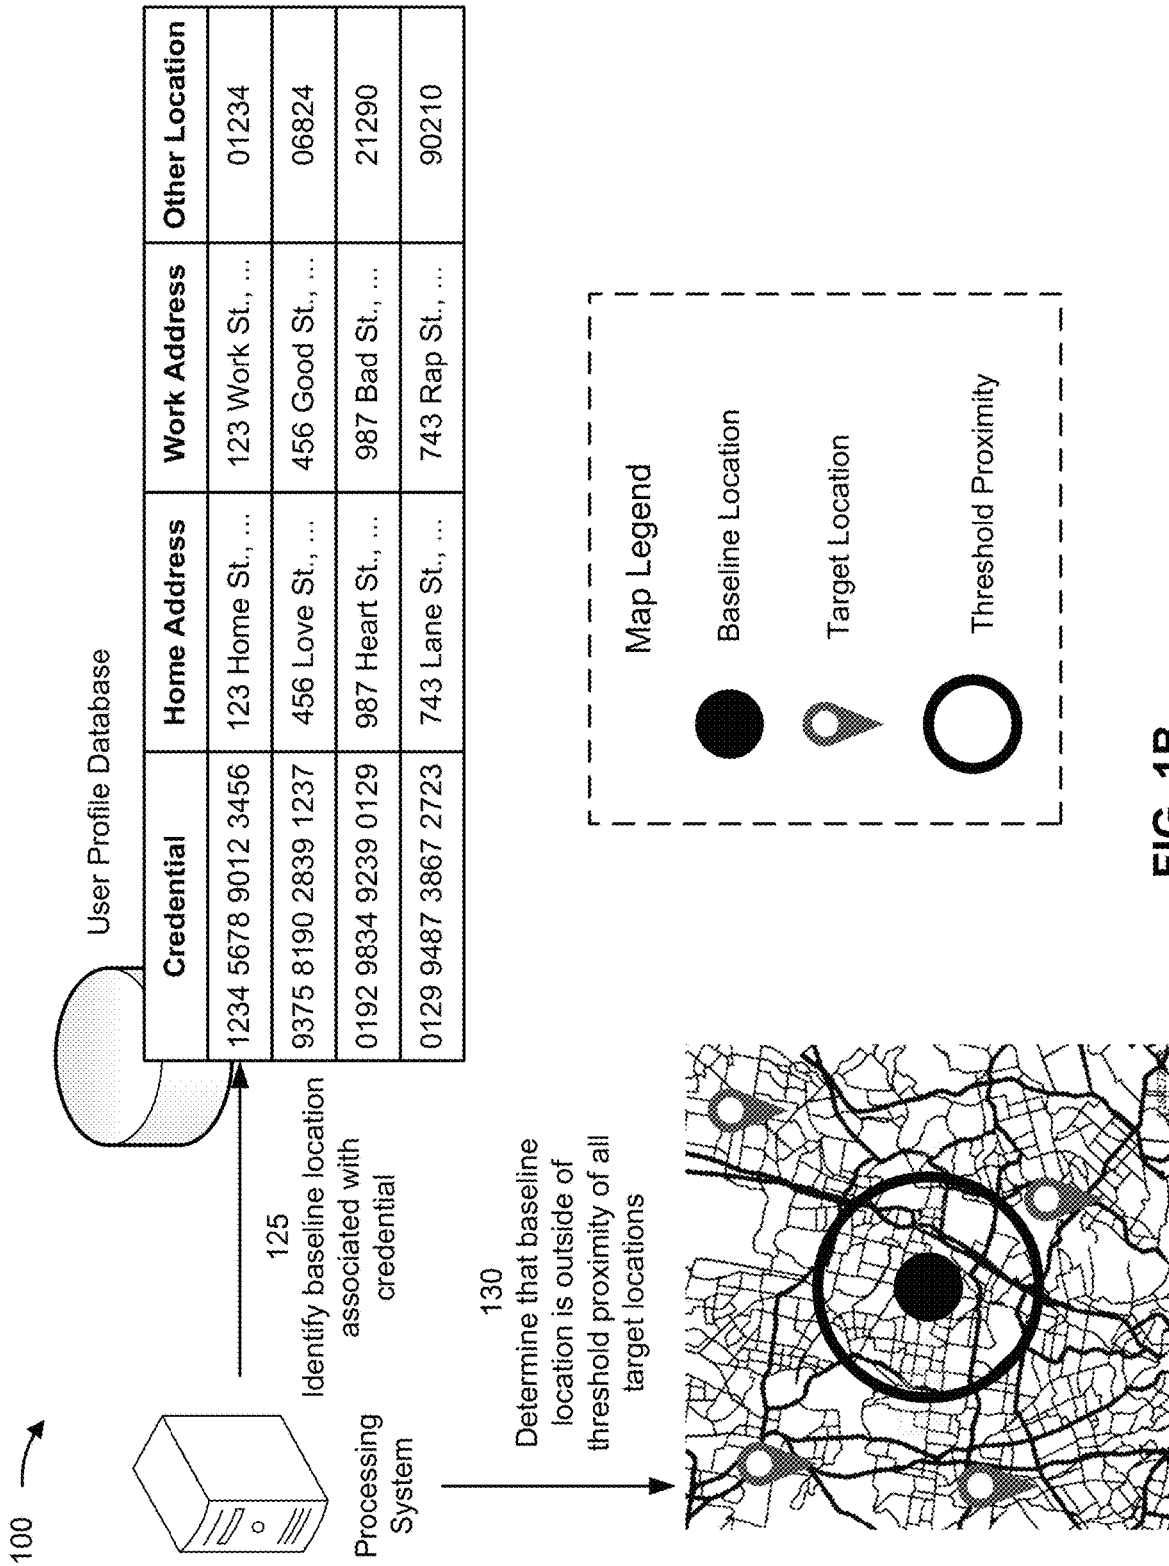 100
User Profile Database
Credential Home Address Work Address Other Location
1234 5678 9012 3456 123 Home St., ... 123 Work St., ... 01234
9375 8190 2839 1237 456 Love St., ... 456 Good St., ... 06824
0192 9834 9239 0129 987 Heart St., ... 987 Bad St., ... 21290
0129 9487 3867 2723 743 Lane St., ... 743 Rap St., ... 90210
Processing
System
125
Identify baseline location
associated with
credential
130
Determine that baseline
location is outside of
threshold proximity of all
target locations
Map Legend
Baseline Location
Target Location
Threshold Proximity
FIG. 1B